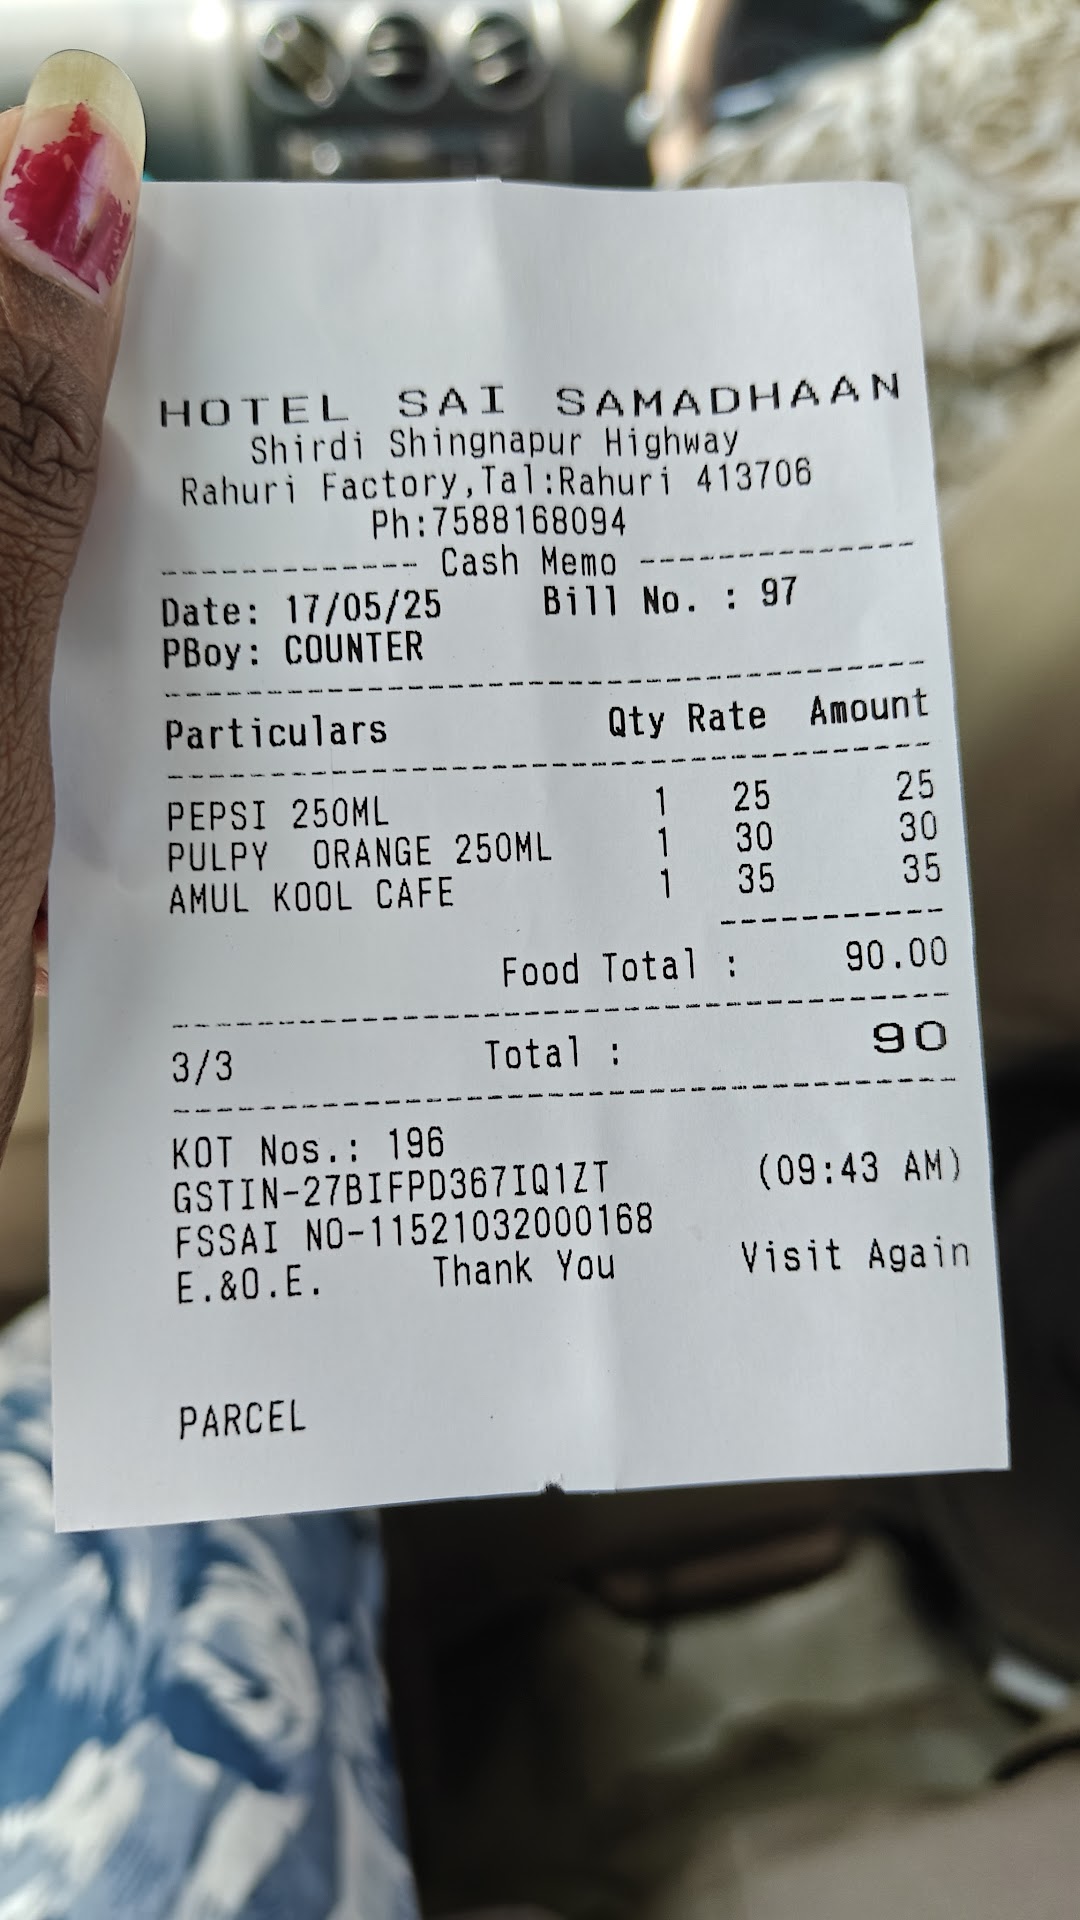 HOTEL SAI SAMADHAAN
Shirdi Shingnapur Highway
Rahuri Factory,Tal:Rahuri 413706
Ph:7588168094
------------- Cash Memo --------------
Date: 17/05/25 Bill No. : 97
PBoy: COUNTER
Particulars Qty Rate Amount
PEPSI 250ML 1 25 25
PULPY ORANGE 250ML 1 30 30
AMUL KOOL CAFE 1 35 35
Food Total : 90.00
3/3 Total : 90
KOT Nos.: 196
GSTIN-27BIFPD367IQ1ZT (09:43 AM)
FSSAI NO-11521032000168
E.&O.E. Thank You Visit Again
PARCEL